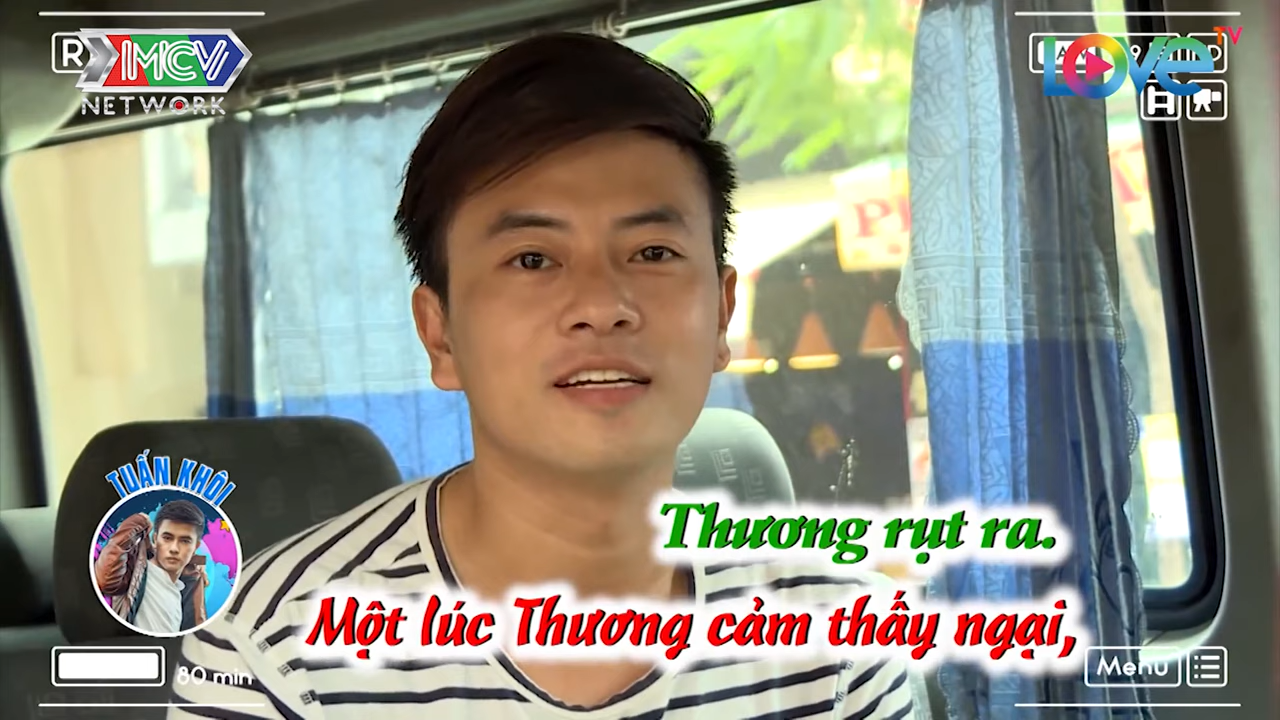 R
MCV
NETWORK
LOVE TV
TUẤN KHÔI
Thương rụt ra.
Một lúc Thương cảm thấy ngại,
80 min
Menu